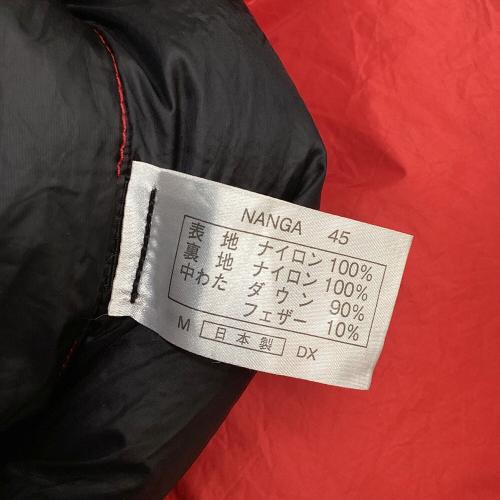 NANGA 45
表地 ナイロン 100%
裏地 ナイロン 100%
中わた ダウン 90%
フェザー 10%
M 日本製 DX